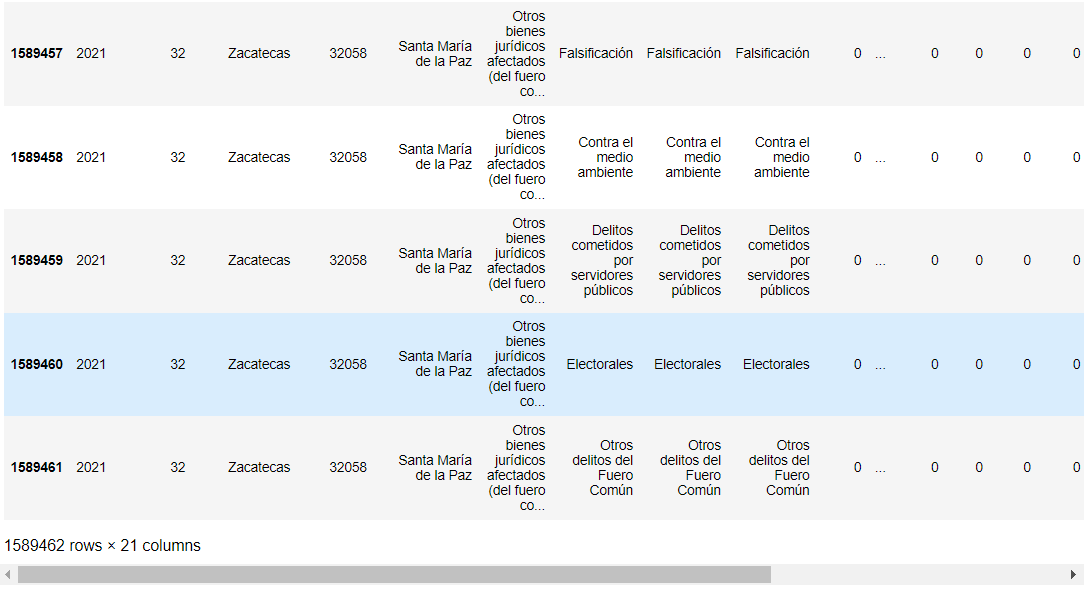 1589457 2021 32 Zacatecas 32058 Santa María de la Paz Otros bienes jurídicos afectados (del fuero co... Falsificación Falsificación Falsificación 0 ... 0 0 0 0
1589458 2021 32 Zacatecas 32058 Santa María de la Paz Otros bienes jurídicos afectados (del fuero co... Contra el medio ambiente Contra el medio ambiente Contra el medio ambiente 0 ... 0 0 0 0
1589459 2021 32 Zacatecas 32058 Santa María de la Paz Otros bienes jurídicos afectados (del fuero co... Delitos cometidos por servidores públicos Delitos cometidos por servidores públicos Delitos cometidos por servidores públicos 0 ... 0 0 0 0
1589460 2021 32 Zacatecas 32058 Santa María de la Paz Otros bienes jurídicos afectados (del fuero co... Electorales Electorales Electorales 0 ... 0 0 0 0
1589461 2021 32 Zacatecas 32058 Santa María de la Paz Otros bienes jurídicos afectados (del fuero co... Otros delitos del Fuero Común Otros delitos del Fuero Común Otros delitos del Fuero Común 0 ... 0 0 0 0
1589462 rows × 21 columns